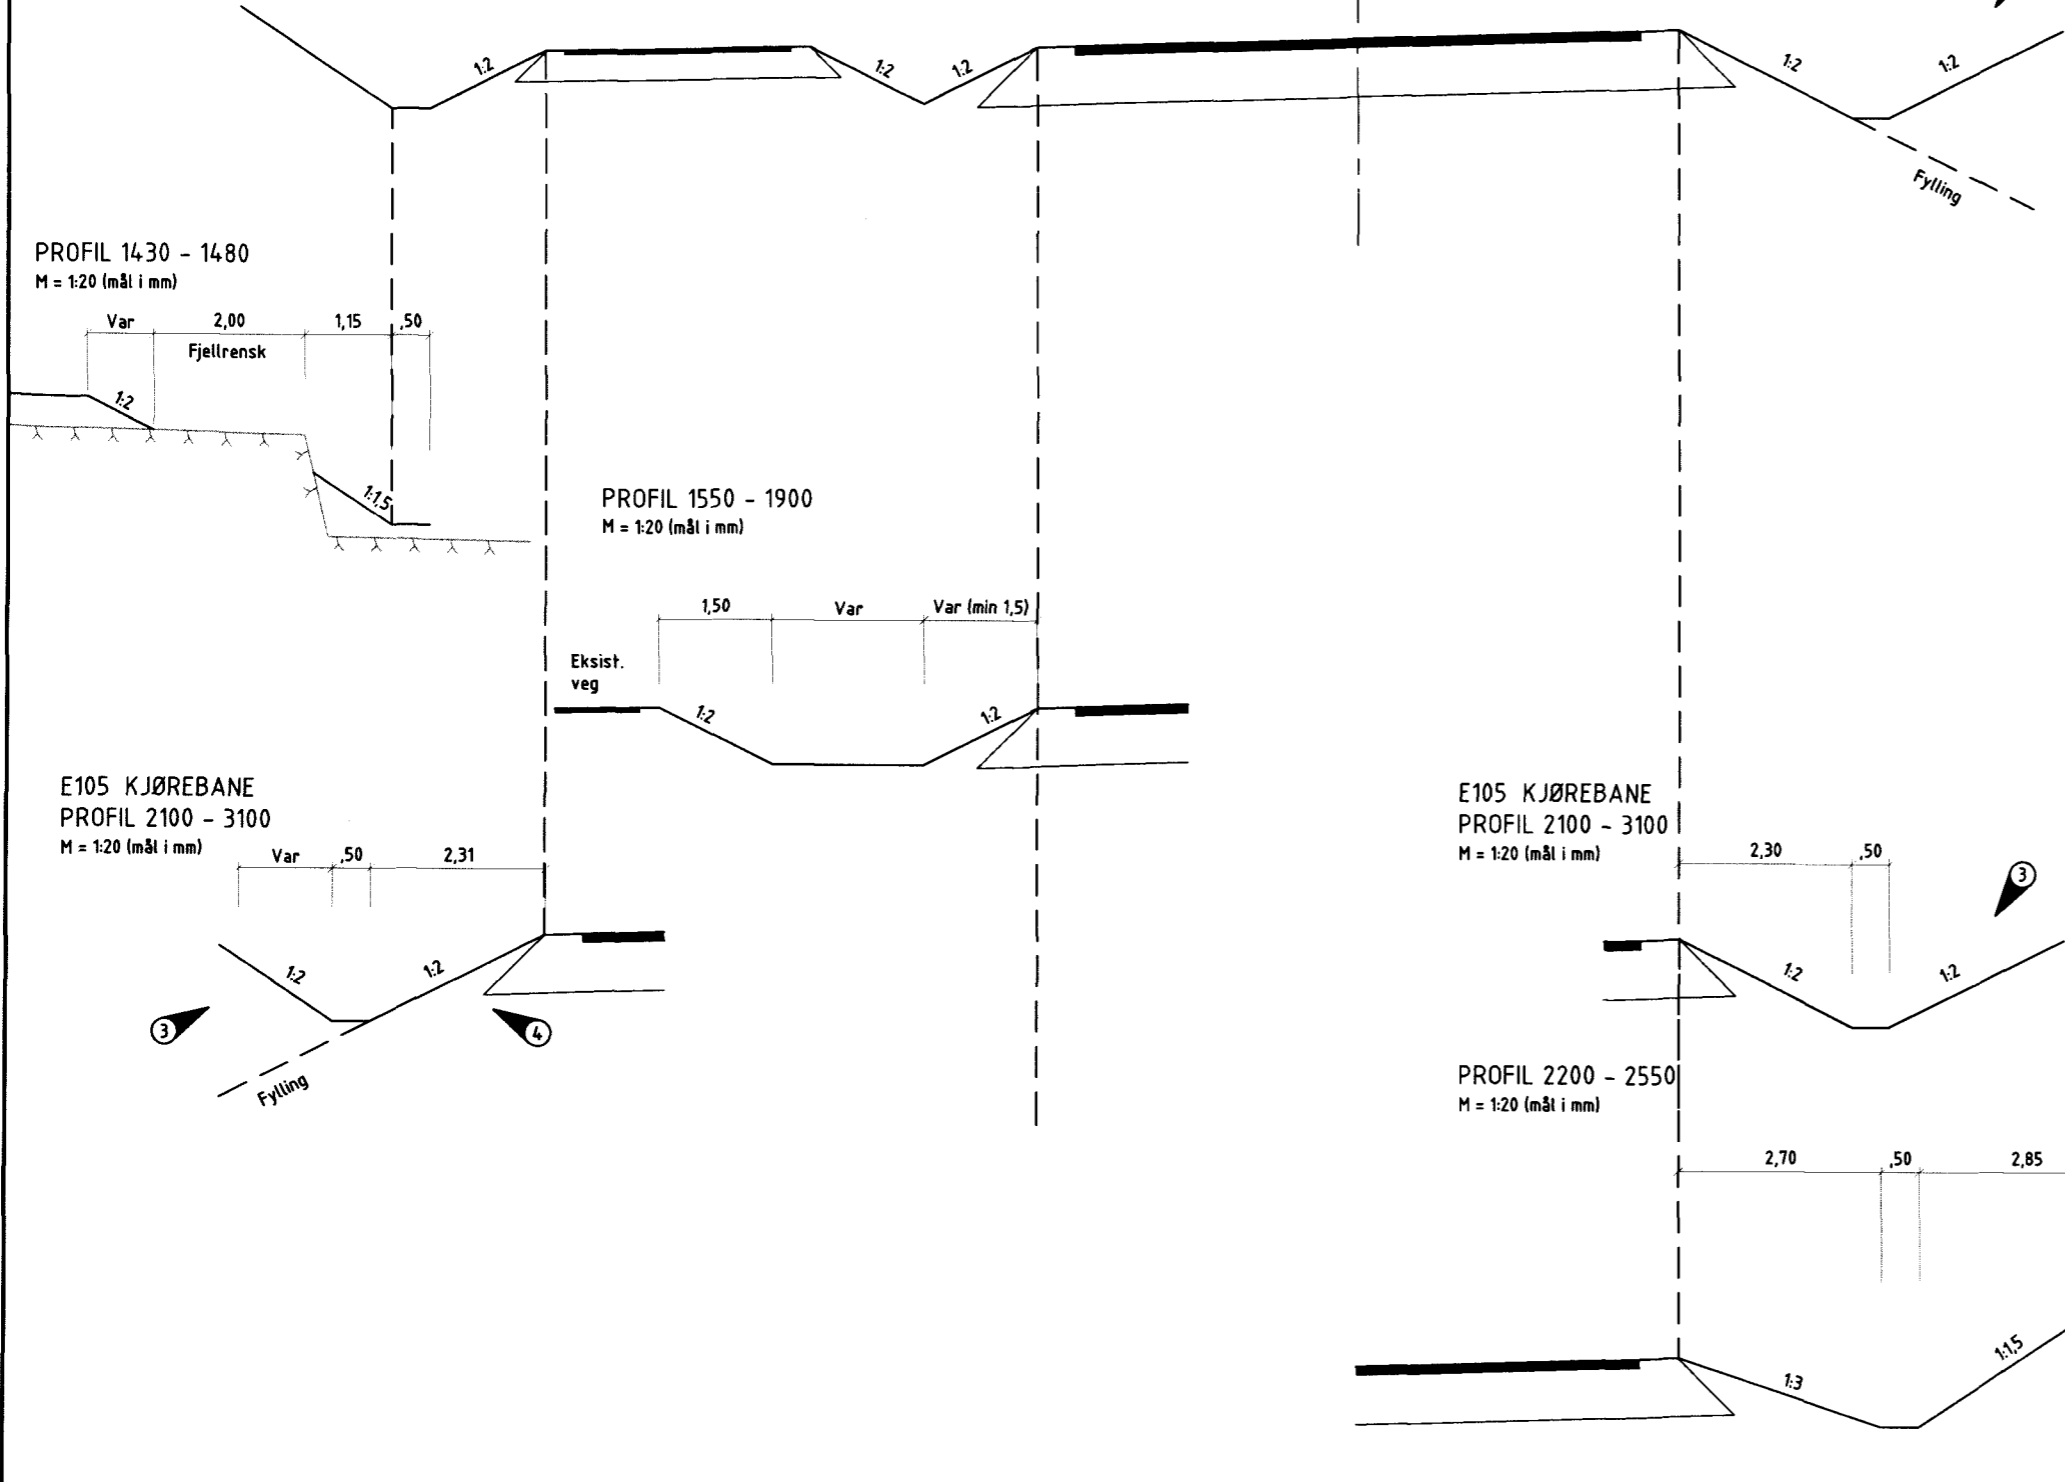 1:2
1:2
1:2
1:2
1:2
Fylling
PROFIL 1430 - 1480
M = 1:20 (mål i mm)
Var
2,00
1,15
,50
Fjellrensk
1:2
1:1,5
PROFIL 1550 - 1900
M = 1:20 (mål i mm)
1,50
Var
Var (min 1,5)
Eksist.
veg
1:2
1:2
E105 KJØREBANE
PROFIL 2100 - 3100
M = 1:20 (mål i mm)
Var
,50
2,31
1:2
1:2
3
4
Fylling
E105 KJØREBANE
PROFIL 2100 - 3100
M = 1:20 (mål i mm)
2,30
,50
3
1:2
1:2
PROFIL 2200 - 2550
M = 1:20 (mål i mm)
2,70
,50
2,85
1:3
1:1,5